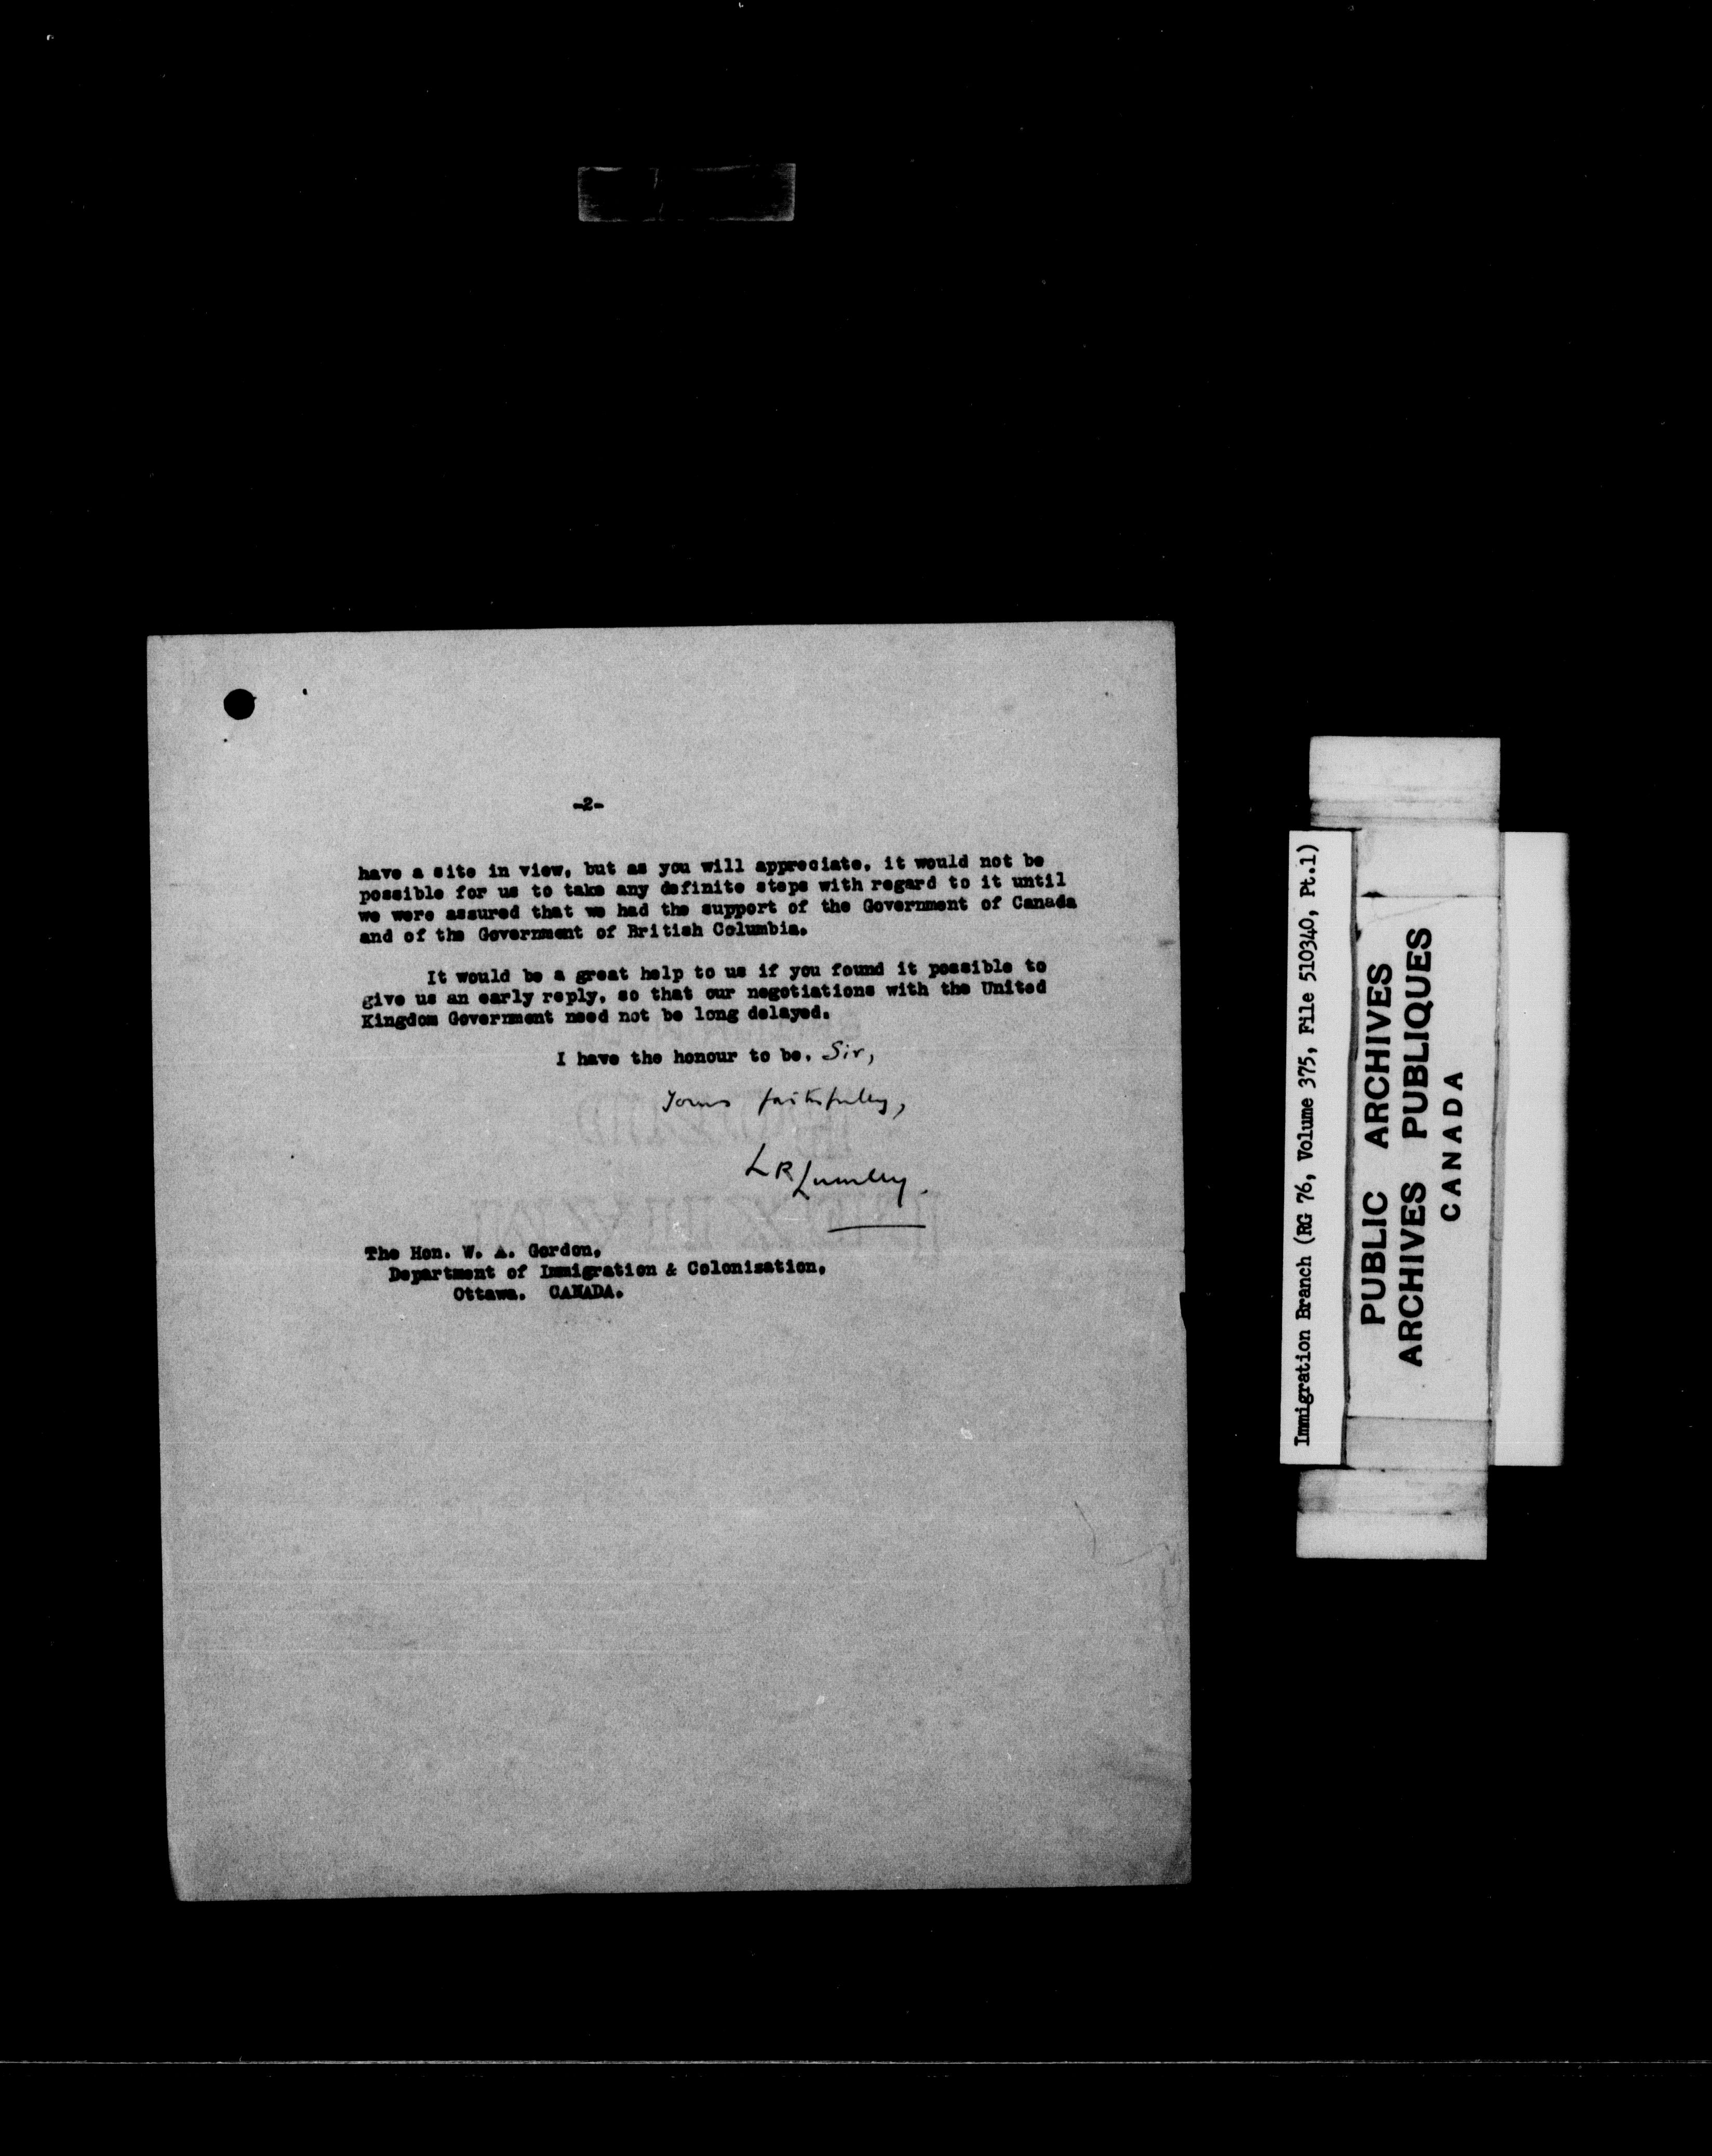 -2-
have a site in view, but as you will appreciate, it would not be
possible for us to take any definite steps with regard to it until
we were assured that we had the support of the Government of Canada
and of the Government of British Columbia.
It would be a great help to us if you found it possible to
give us an early reply, so that our negotiations with the United
Kingdom Government need not be long delayed.
I have the honour to be, Sir,
Yours faithfully,
L R Lumley.
The Hon. W. A. Gordon,
Department of Immigration & Colonisation,
Ottawa. CANADA.
Immigration Branch (RG 76, Volume 375, File 510340, Pt.1)
PUBLIC ARCHIVES
ARCHIVES PUBLIQUES
CANADA